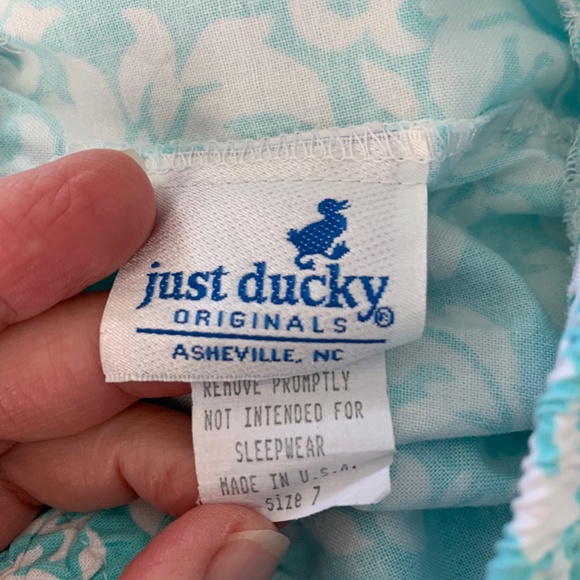 just ducky
ORIGINALS ®
ASHEVILLE, NC
REMOVE PROMPTLY
NOT INTENDED FOR
SLEEPWEAR
MADE IN U.S.A.
size 7